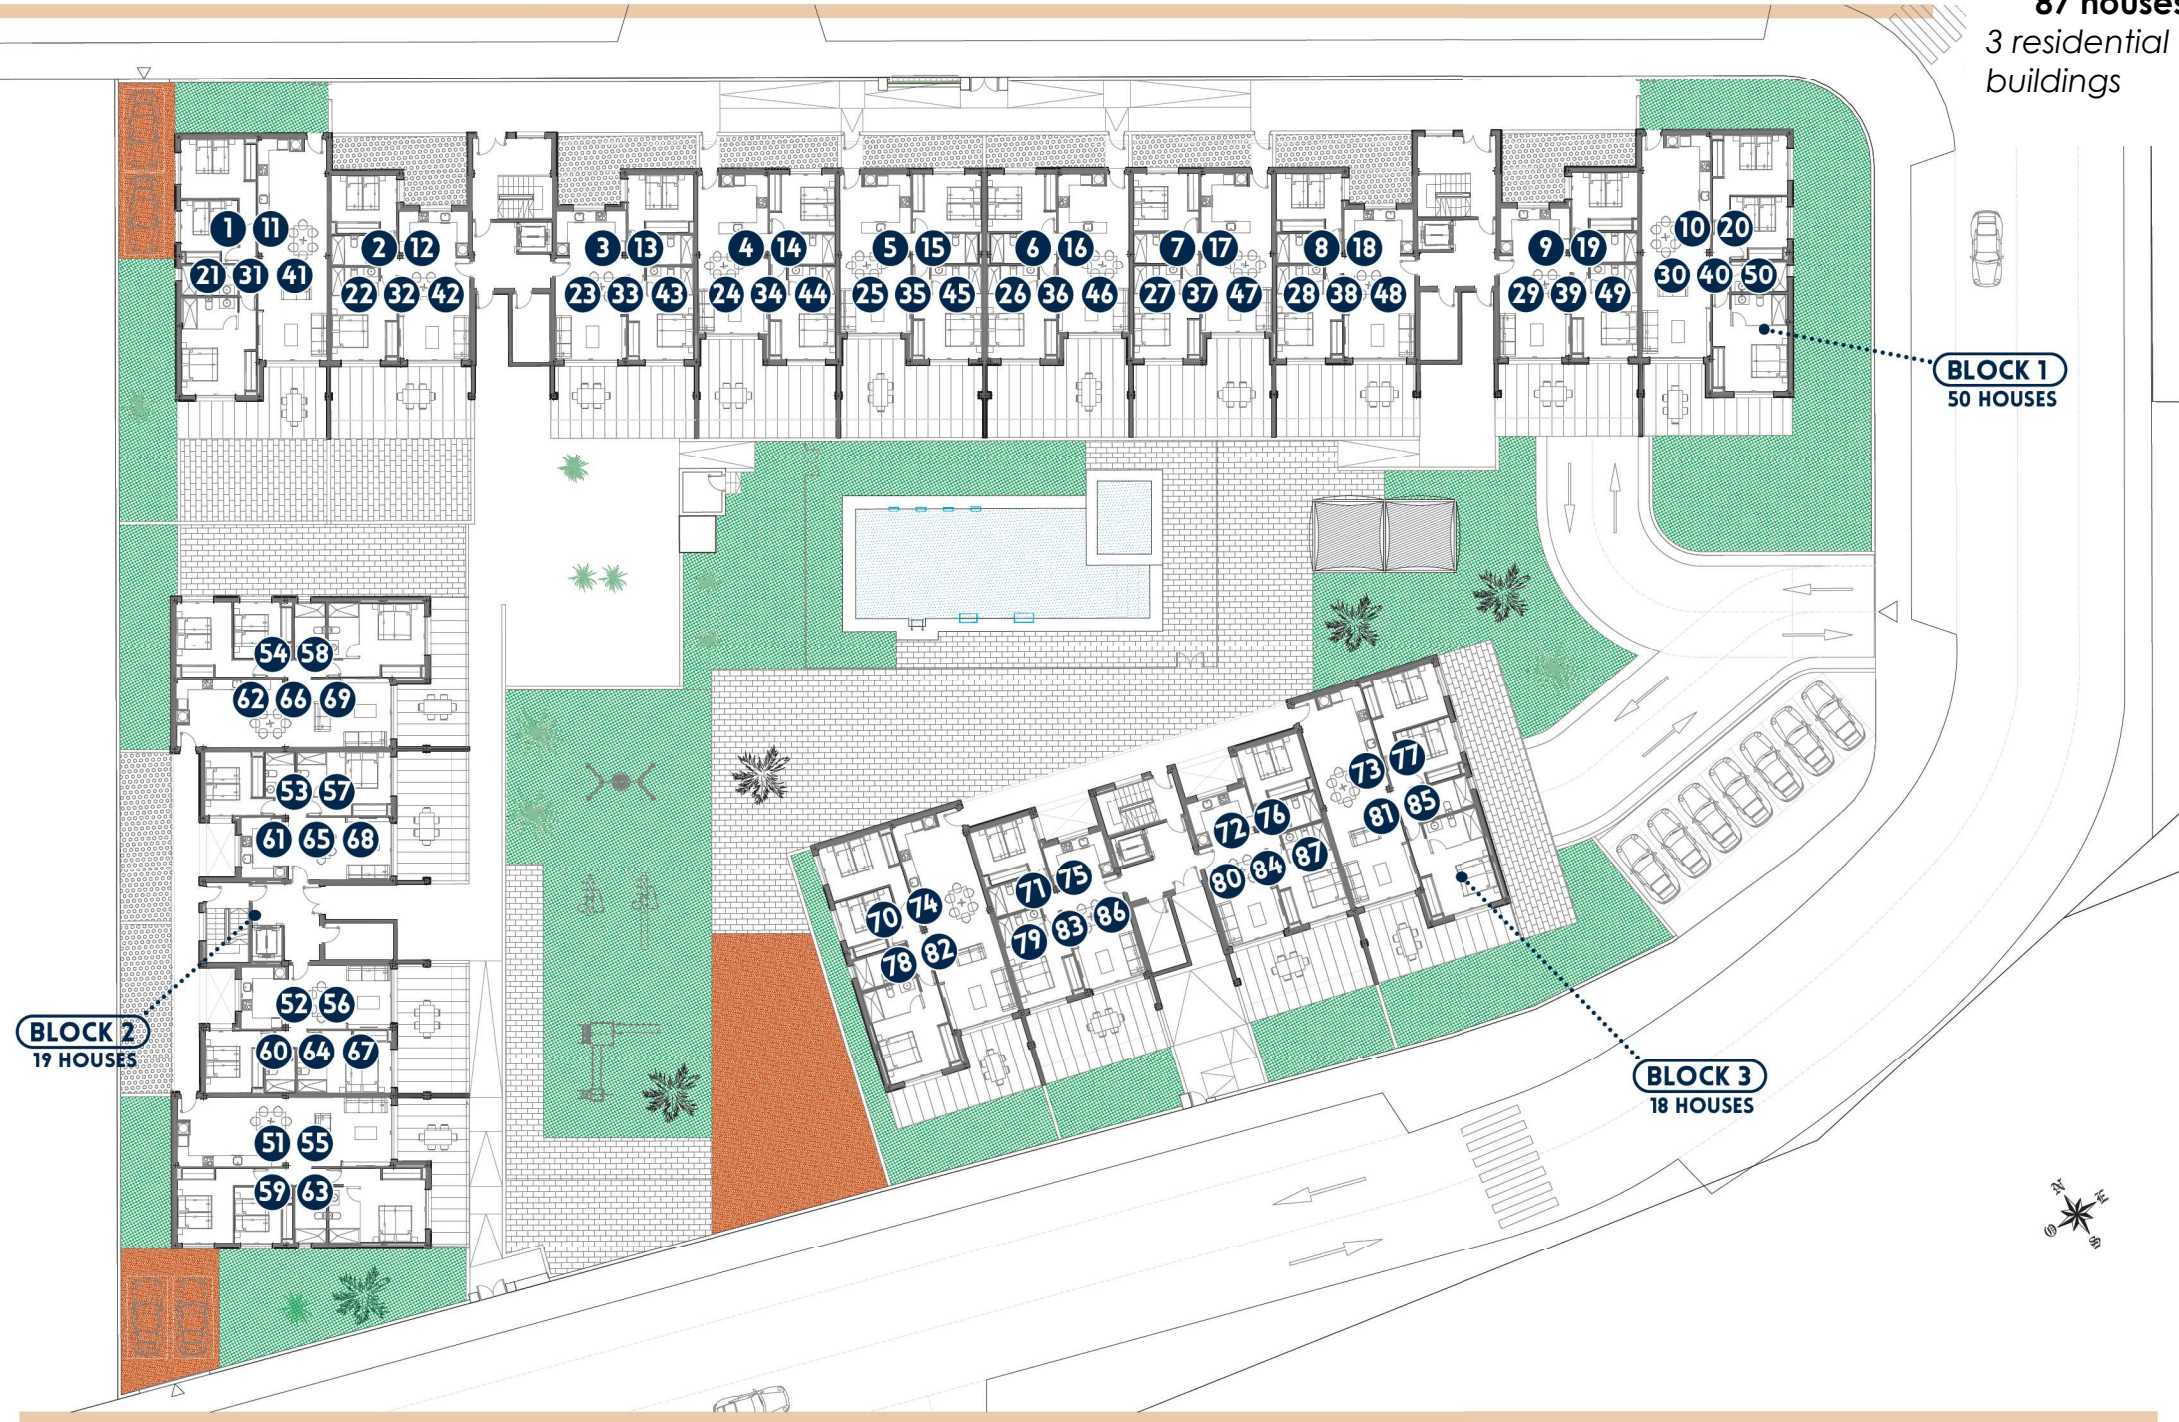 87 houses
3 residential
buildings
1 11
21 31 41
2 12
22 32 42
3 13
23 33 43
4 14
24 34 44
5 15
25 35 45
6 16
26 36 46
7 17
27 37 47
8 18
28 38 48
9 19
29 39 49
10 20
30 40 50
BLOCK 1
50 HOUSES
54 58
62 66 69
53 57
61 65 68
52 56
60 64 67
51 55
59 63
BLOCK 2
19 HOUSES
70 74
78 82
71 75
79 83 86
72 76
80 84 87
73 77
81 85
BLOCK 3
18 HOUSES
N
E
S
O